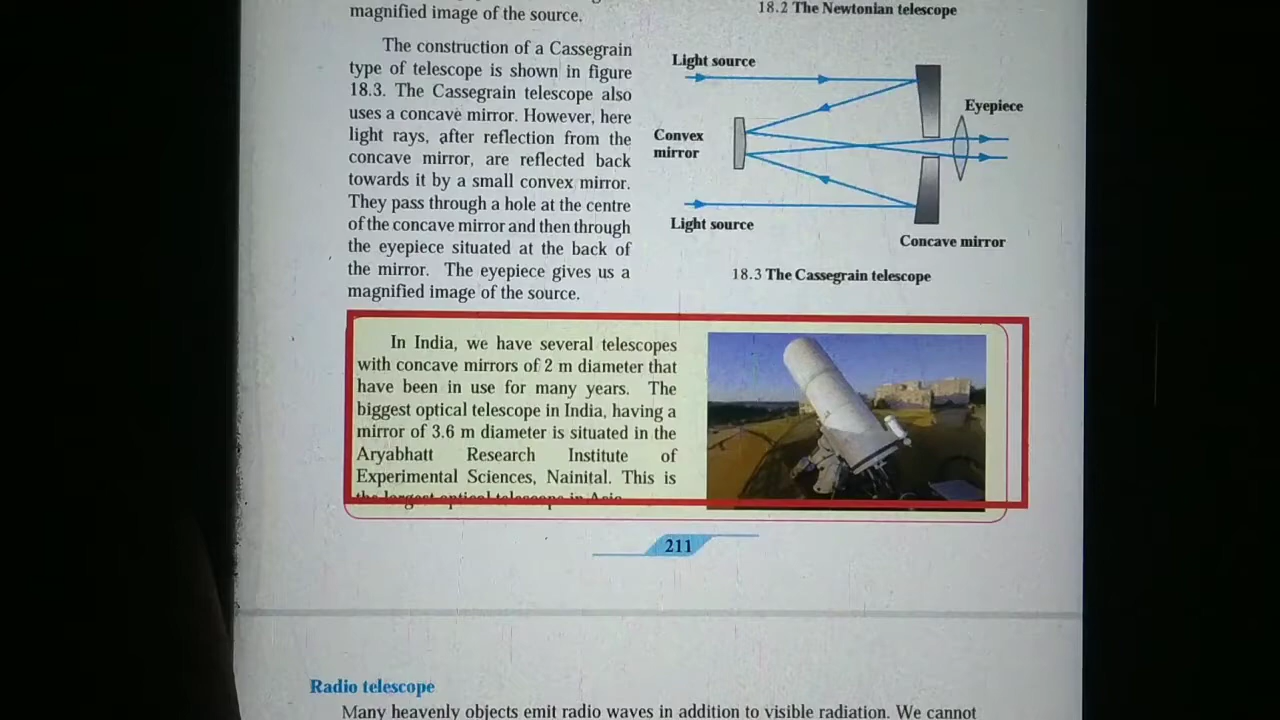 magnified image of the source.
18.2 The Newtonian telescope
The construction of a Cassegrain
type of telescope is shown in figure
18.3. The Cassegrain telescope also
uses a concave mirror. However, here
light rays, after reflection from the
concave mirror, are reflected back
towards it by a small convex mirror.
They pass through a hole at the centre
of the concave mirror and then through
the eyepiece situated at the back of
the mirror. The eyepiece gives us a
magnified image of the source.
Light source
Eyepiece
Convex
mirror
Light source
Concave mirror
18.3 The Cassegrain telescope
In India, we have several telescopes
with concave mirrors of 2 m diameter that
have been in use for many years. The
biggest optical telescope in India, having a
mirror of 3.6 m diameter is situated in the
Aryabhatt Research Institute of
Experimental Sciences, Nainital. This is
the largest optical telescope in Asia.
211
Radio telescope
Many heavenly objects emit radio waves in addition to visible radiation. We cannot